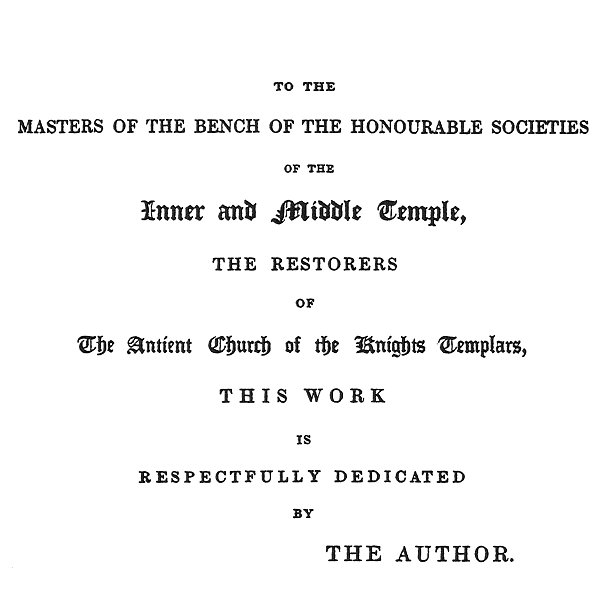 TO THE
MASTERS OF THE BENCH OF THE HONOURABLE SOCIETIES
OF THE
Inner and Middle Temple,
THE RESTORERS
OF
The Antient Church of the Knights Templars,
THIS WORK
IS
RESPECTFULLY DEDICATED
BY
THE AUTHOR.